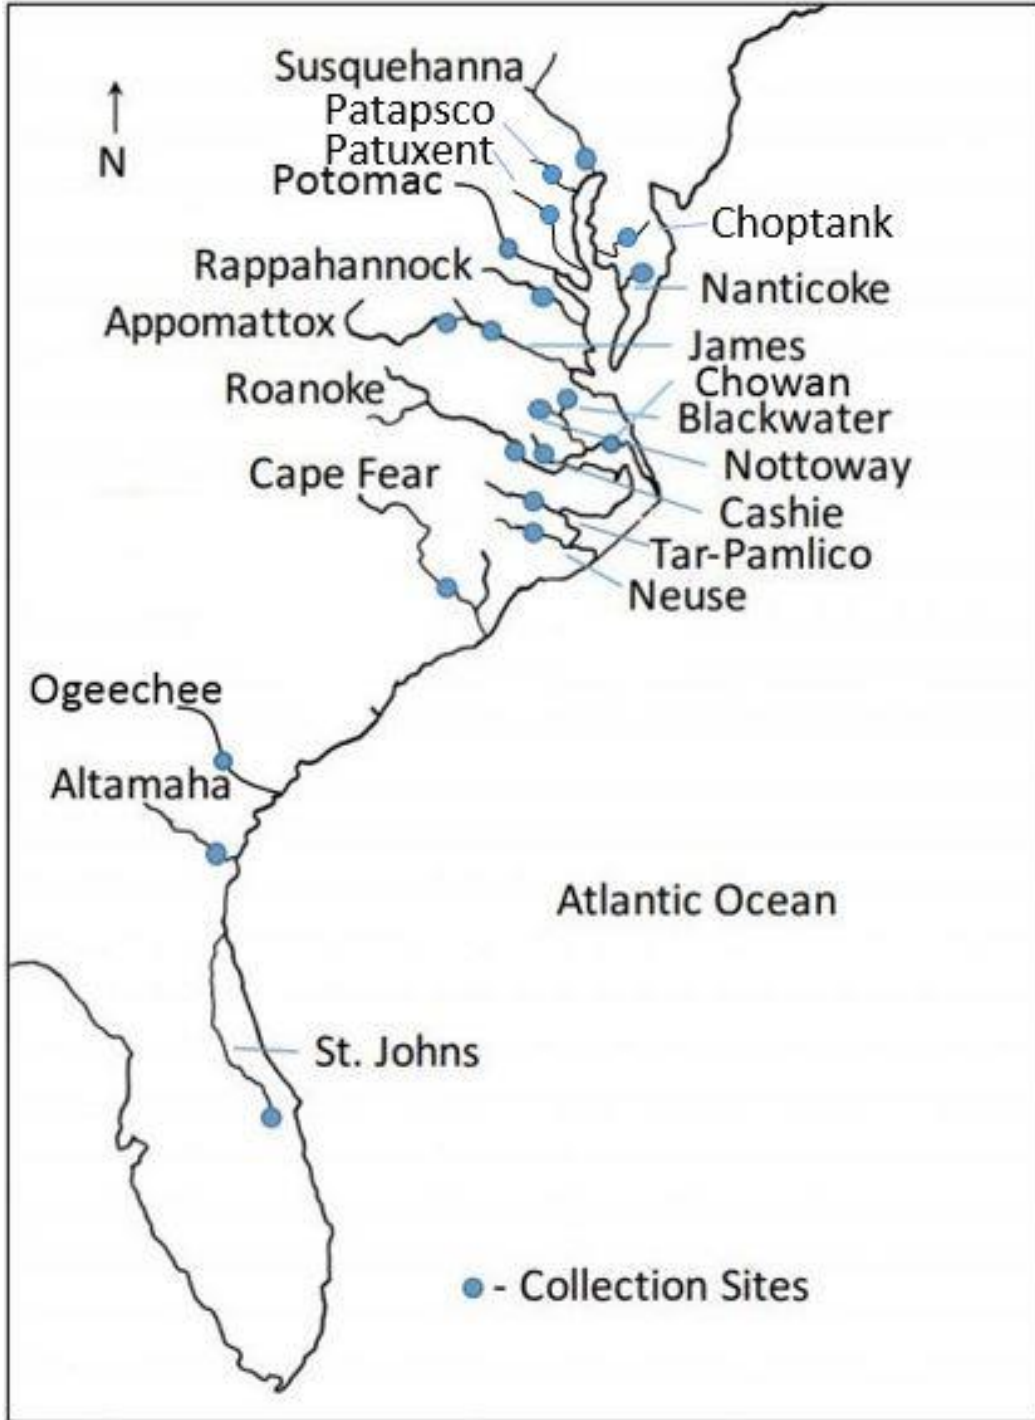 Susquehanna
Patapsco
Patuxent
Potomac
N
Choptank
Rappahannock
Nanticoke
Appomattox
James
Roanoke
Chowan
Blackwater
Nottoway
Cape Fear
Cashie
Tar-Pamlico
Neuse
Ogeechee
Altamaha
Atlantic Ocean
St. Johns
- Collection Sites